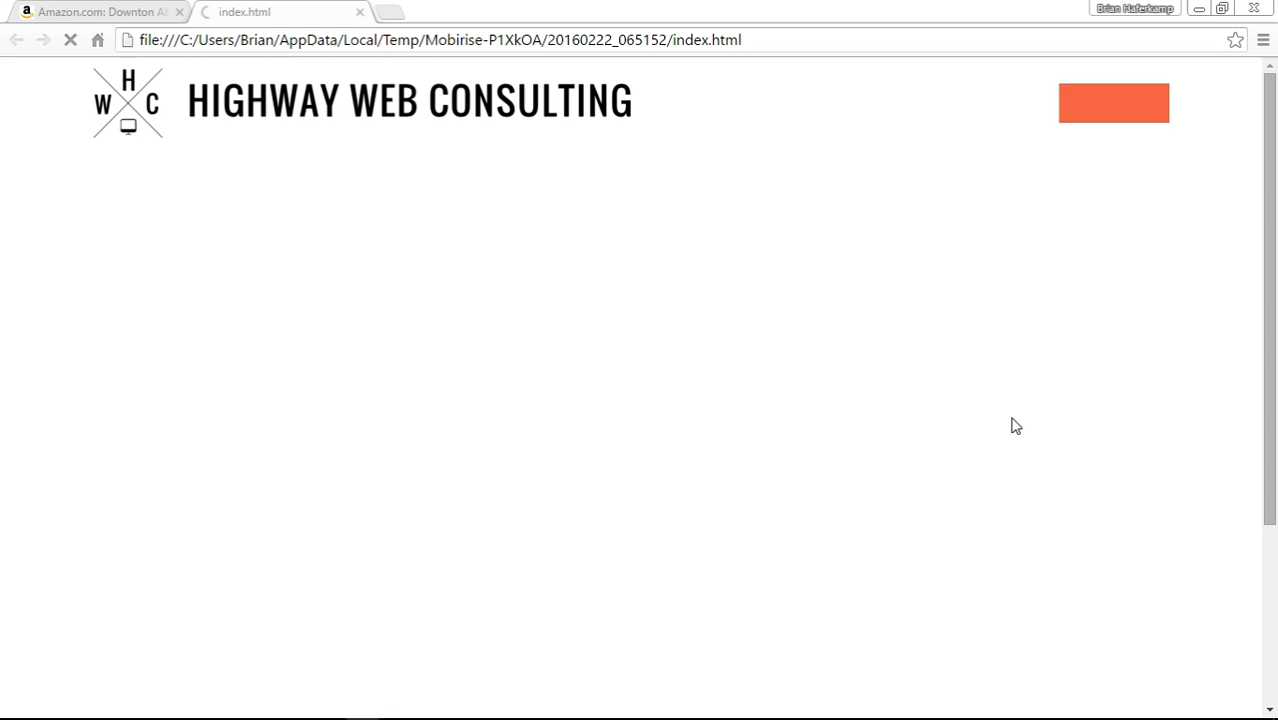 Amazon.com: Downton Al
index.html
Brian Haferkamp
file:///C:/Users/Brian/AppData/Local/Temp/Mobirise-P1XkOA/20160222_065152/index.html
H
W C
HIGHWAY WEB CONSULTING